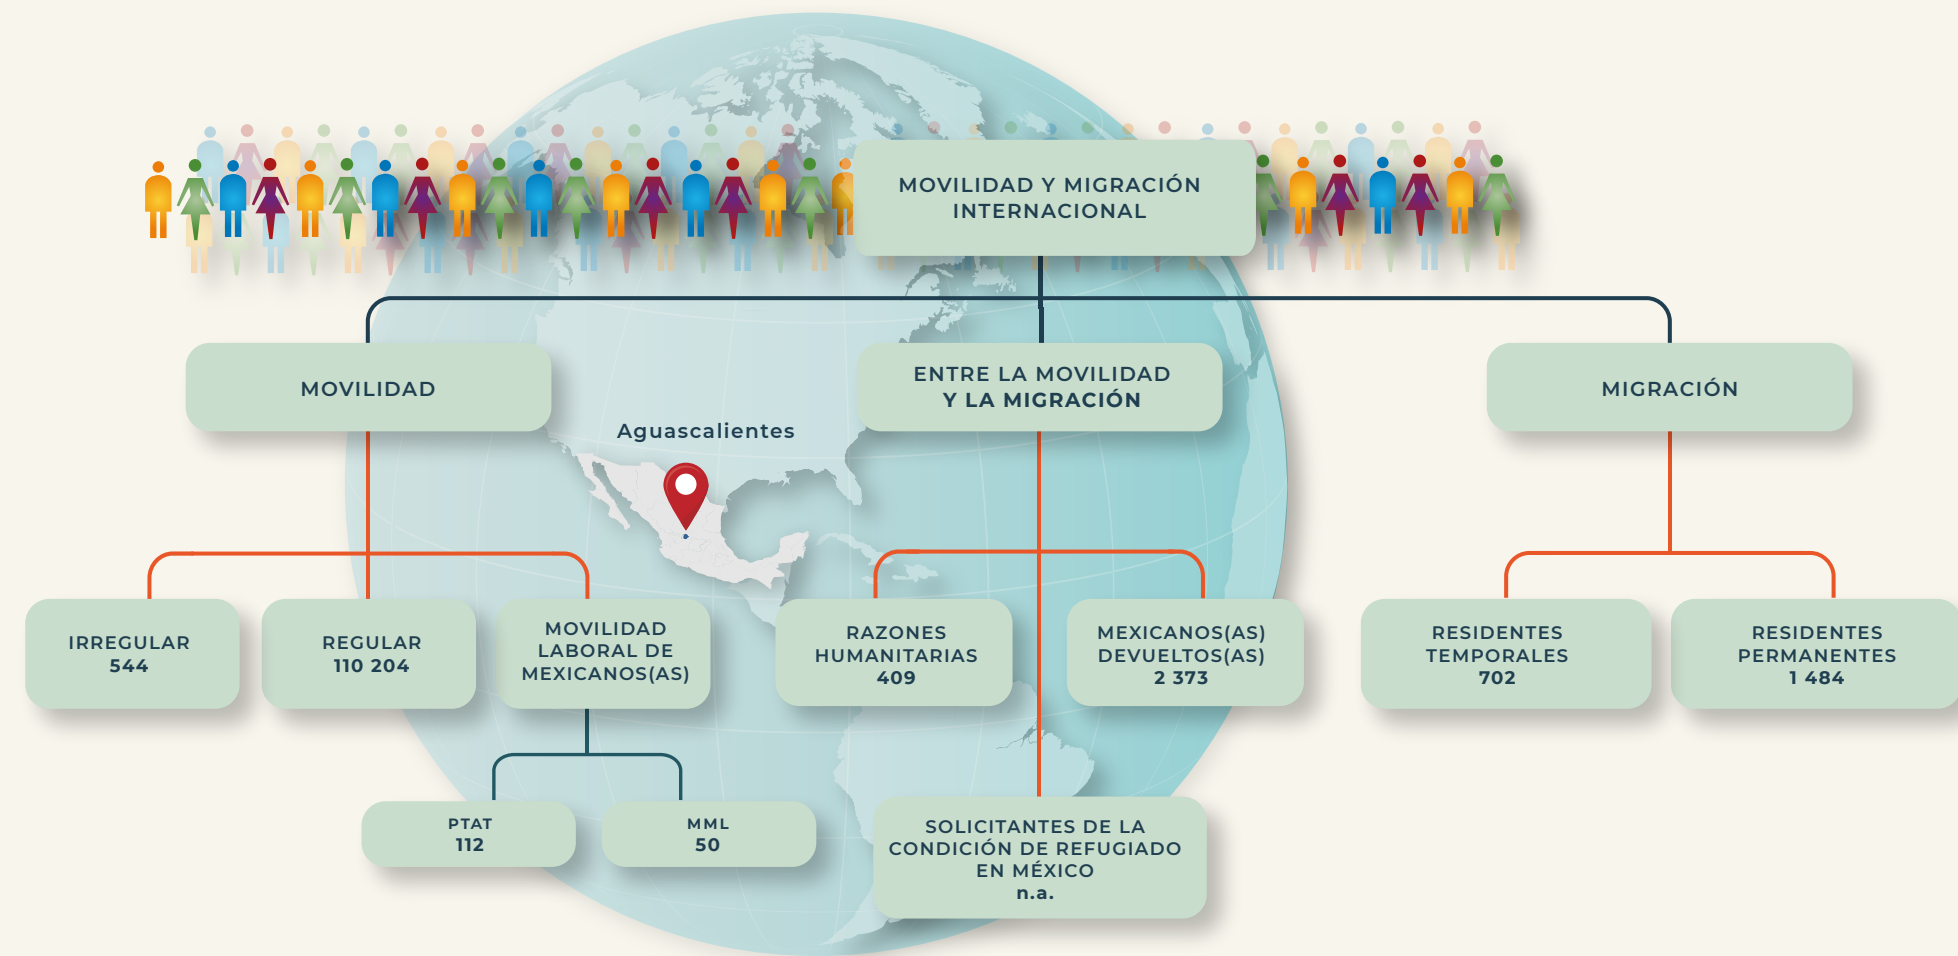 MOVILIDAD Y MIGRACIÓN
INTERNACIONAL
MOVILIDAD
ENTRE LA MOVILIDAD
Y LA MIGRACIÓN
MIGRACIÓN
Aguascalientes
IRREGULAR
544
REGULAR
110 204
MOVILIDAD
LABORAL DE
MEXICANOS(AS)
RAZONES
HUMANITARIAS
409
MEXICANOS(AS)
DEVUELTOS(AS)
2 373
RESIDENTES
TEMPORALES
702
RESIDENTES
PERMANENTES
1 484
PTAT
112
MML
50
SOLICITANTES DE LA
CONDICIÓN DE REFUGIADO
EN MÉXICO
n.a.